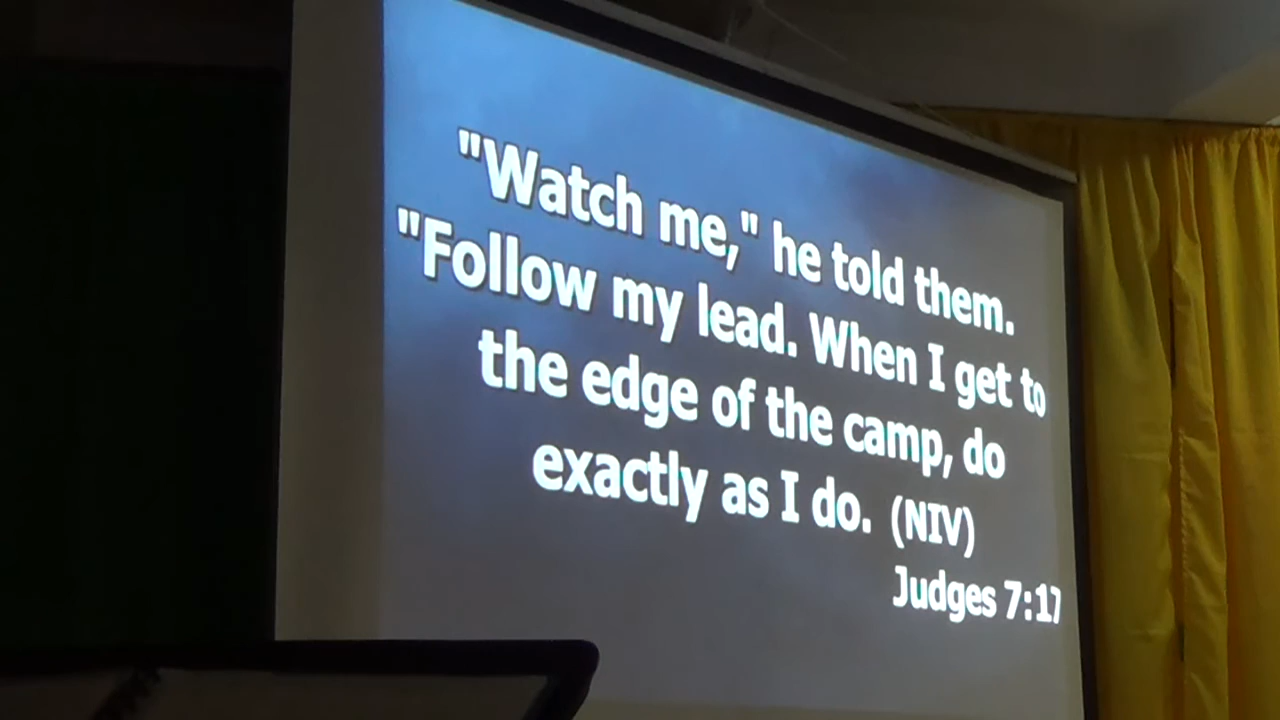 "Watch me," he told them.
"Follow my lead. When I get to
the edge of the camp, do
exactly as I do. (NIV)
Judges 7:17